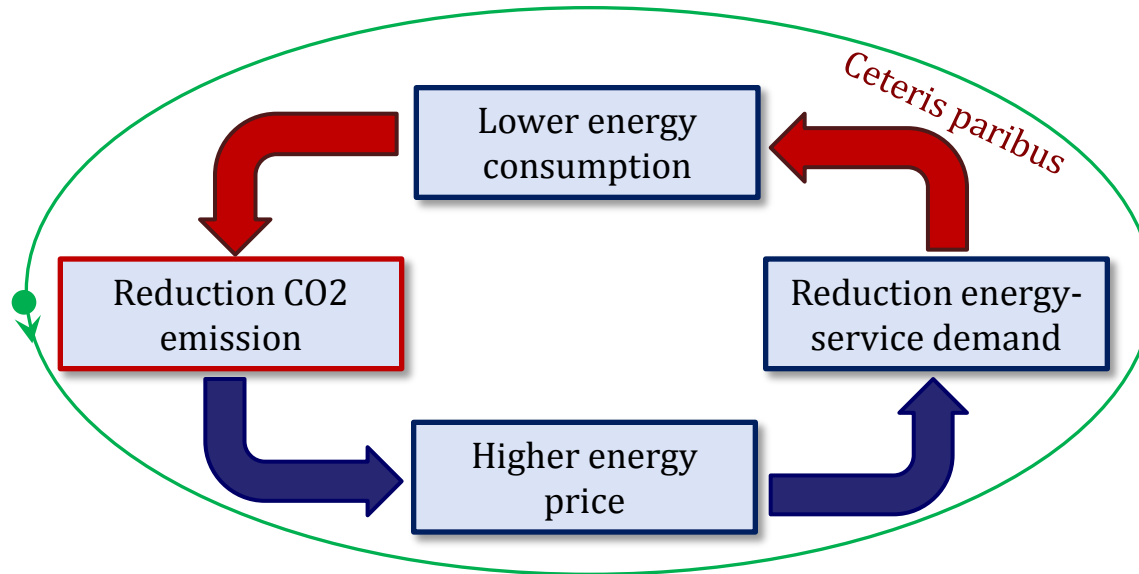 Ceteris paribus
Lower energy
consumption
Reduction CO2
emission
Reduction energy-
service demand
Higher energy
price